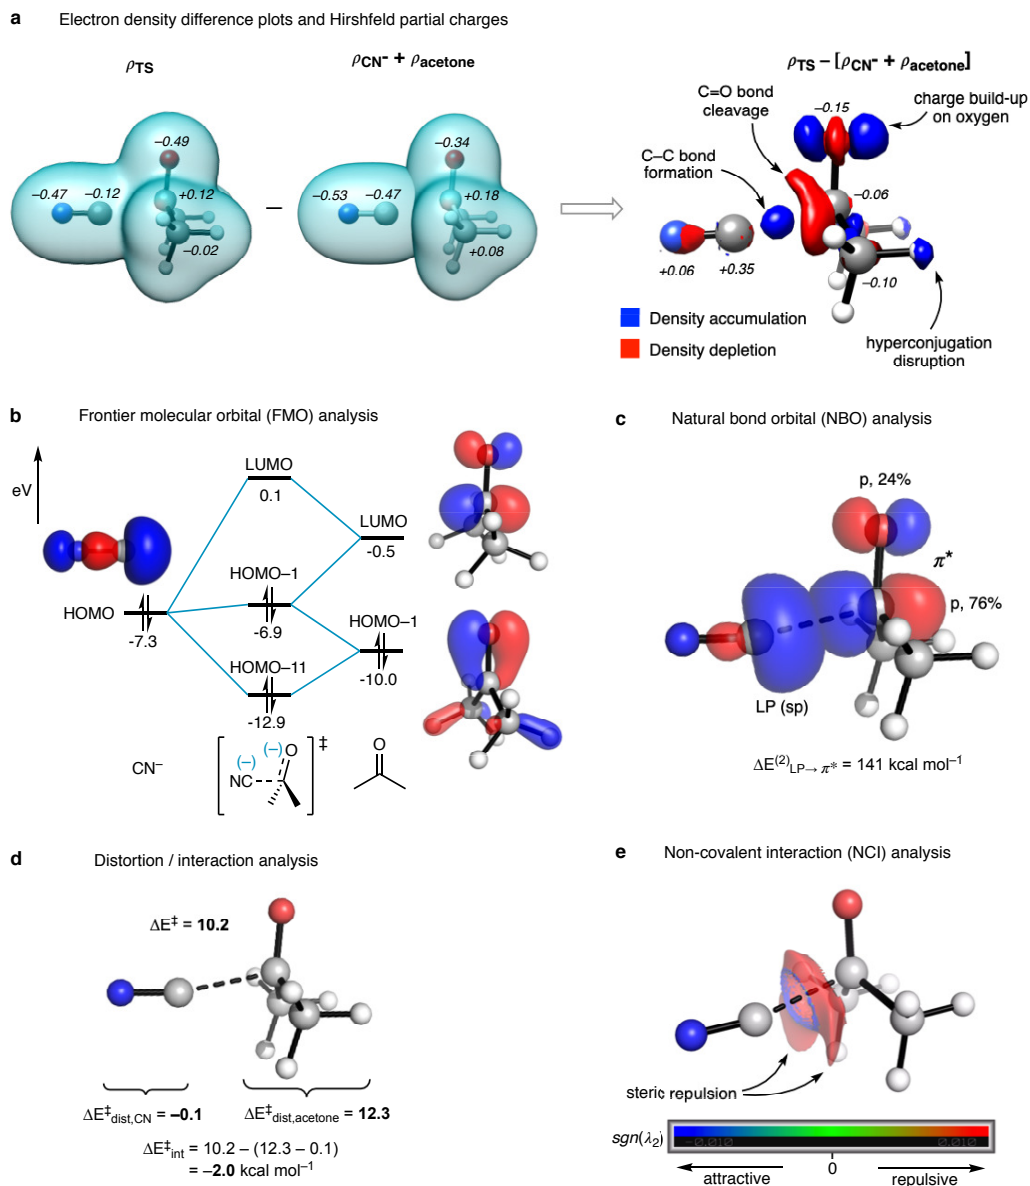 a Electron density difference plots and Hirshfeld partial charges
ρTS
ρCN- + ρacetone
ρTS – [ρCN- + ρacetone]
–0.49
–0.47 –0.12 +0.12
–0.02
–
–0.34
–0.53 –0.47 +0.18
+0.08
C=O bond
cleavage
–0.15
charge build-up
on oxygen
C–C bond
formation
–0.06
+0.06 +0.35
–0.10
Density accumulation
Density depletion
hyperconjugation
disruption
b Frontier molecular orbital (FMO) analysis
eV
LUMO
0.1
LUMO
-0.5
HOMO
-7.3
HOMO–1
-6.9
HOMO–1
-10.0
HOMO–11
-12.9
CN–
(–) (–) O ‡
NC
O
c Natural bond orbital (NBO) analysis
p, 24%
π*
p, 76%
LP (sp)
ΔE(2)LP→ π* = 141 kcal mol–1
d Distortion / interaction analysis
ΔE‡ = 10.2
ΔE‡dist,CN = –0.1 ΔE‡dist,acetone = 12.3
ΔE‡int = 10.2 – (12.3 – 0.1)
= –2.0 kcal mol–1
e Non-covalent interaction (NCI) analysis
steric repulsion
sgn(λ2) -0.010 0.010
attractive 0 repulsive